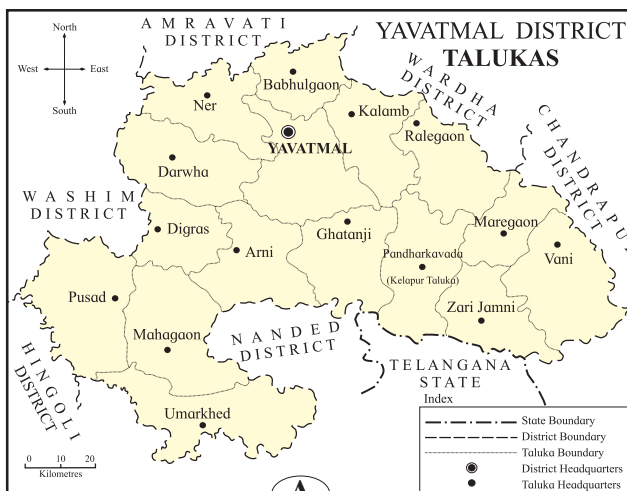 YAVATMAL DISTRICT
TALUKAS
North
West
East
South
AMRAVATI
DISTRICT
WARDHA
DISTRICT
CHANDRAPU
DISTRICT
WASHIM
DISTRICT
HINGOLI
DISTRICT
NANDED
DISTRICT
TELANGANA
STATE
Babhulgaon
Ner
Kalamb
Ralegaon
YAVATMAL
Darwha
Digras
Arni
Ghatanji
Maregaon
Pandharkavada
(Kelapur Taluka)
Vani
Pusad
Zari Jamni
Mahagaon
Umarkhed
Index
State Boundary
District Boundary
Taluka Boundary
District Headquarters
Taluka Headquarters
0 10 20
Kilometres